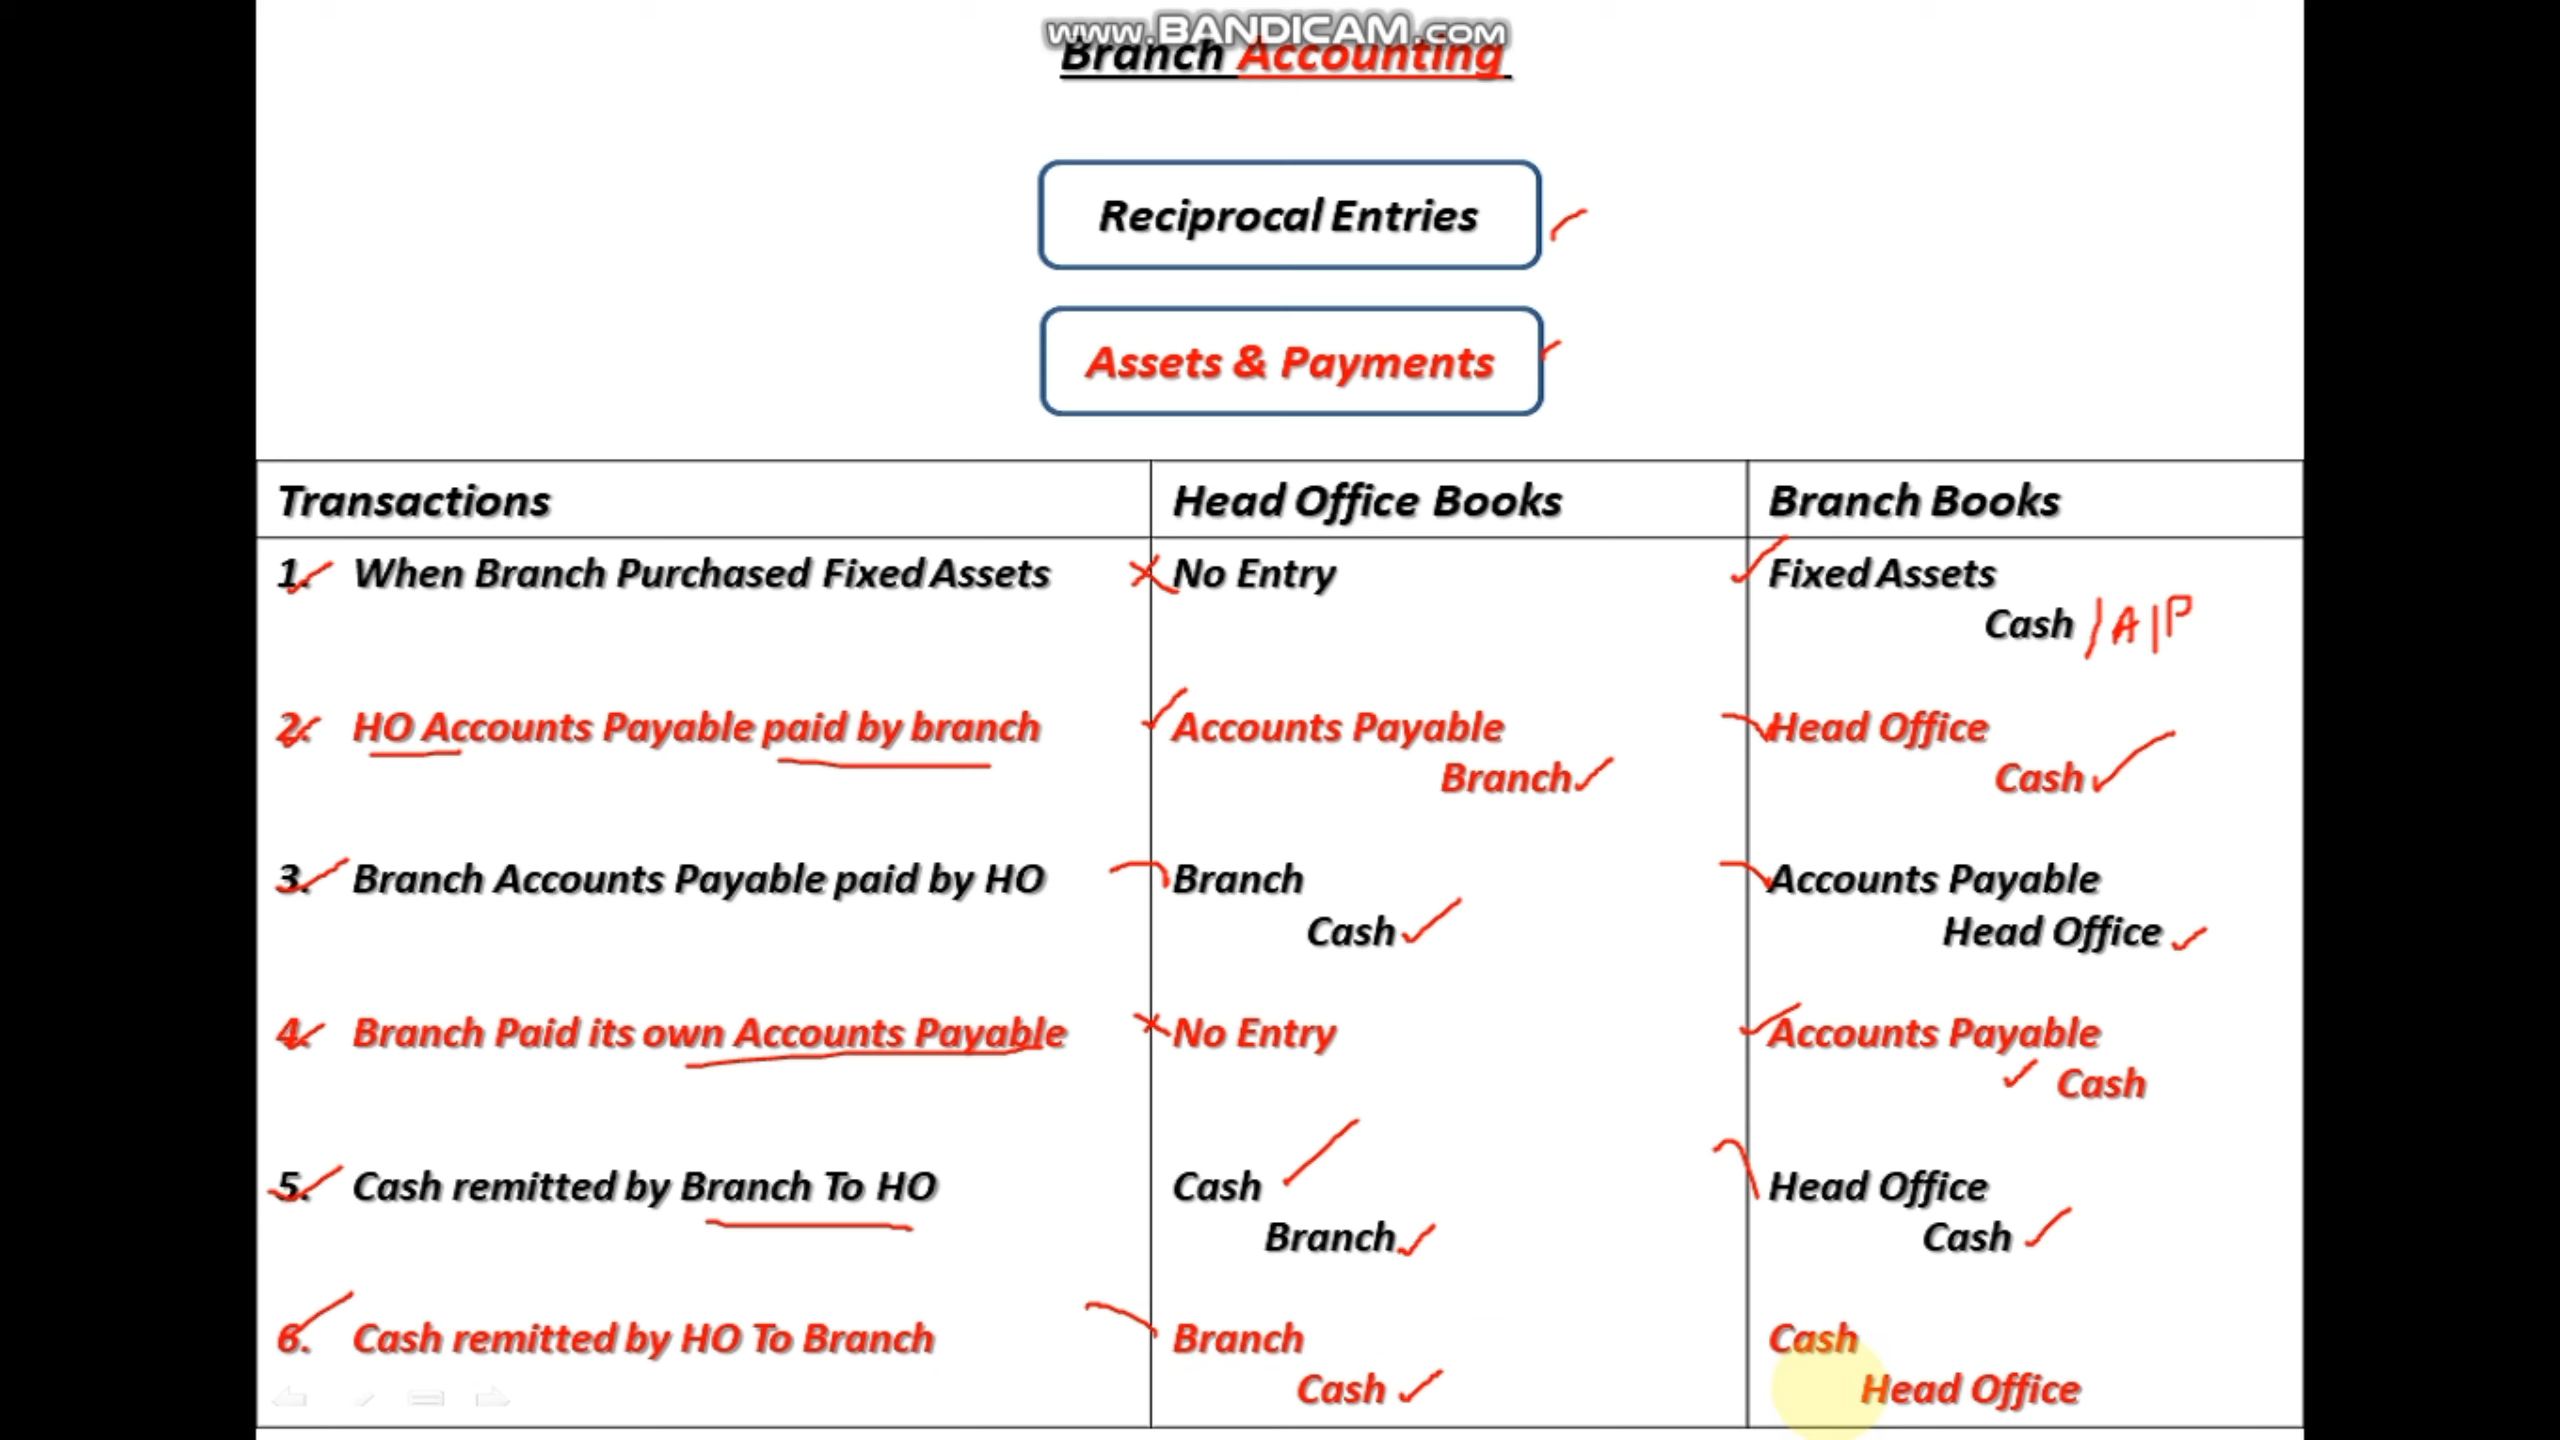 www.BANDICAM.com
Branch Accounting
Reciprocal Entries
Assets & Payments
Transactions
Head Office Books
Branch Books
1. When Branch Purchased Fixed Assets
No Entry
Fixed Assets
Cash /A|P
2. HO Accounts Payable paid by branch
Accounts Payable
Branch
Head Office
Cash
3. Branch Accounts Payable paid by HO
Branch
Cash
Accounts Payable
Head Office
4. Branch Paid its own Accounts Payable
No Entry
Accounts Payable
Cash
5. Cash remitted by Branch To HO
Cash
Branch
Head Office
Cash
6. Cash remitted by HO To Branch
Branch
Cash
Cash
Head Office